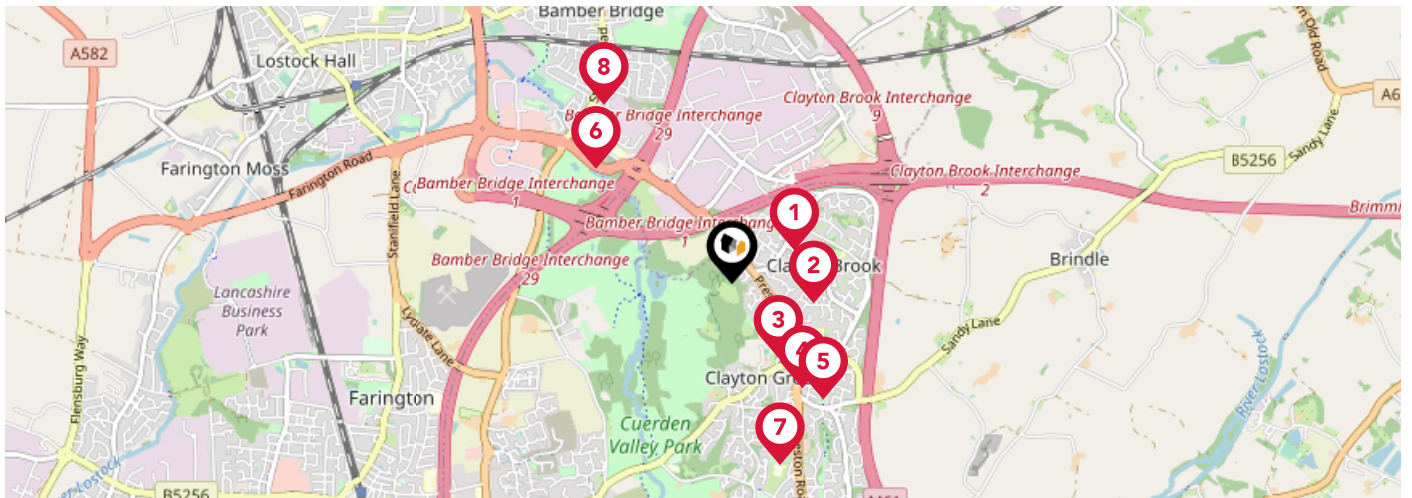 Bamber Bridge
A582
Lostock Hall
8
Clayton Brook Interchange
9
A6
Bamber Bridge Interchange
29
6
Sandy Lane
B5256
Farington Moss
Farington Road
Bamber Bridge Interchange
1
Clayton Brook Interchange
2
Stanifield Lane
1
Bamber Bridge Interchange
1
Bamber Bridge Interchange
29
2
Brindle
Lancashire
Business
Park
3
Lydiate Lane
Sandy Lane
4
5
Flensburg Way
River Lostock
Farington
Cuerden
Valley Park
7
B5256